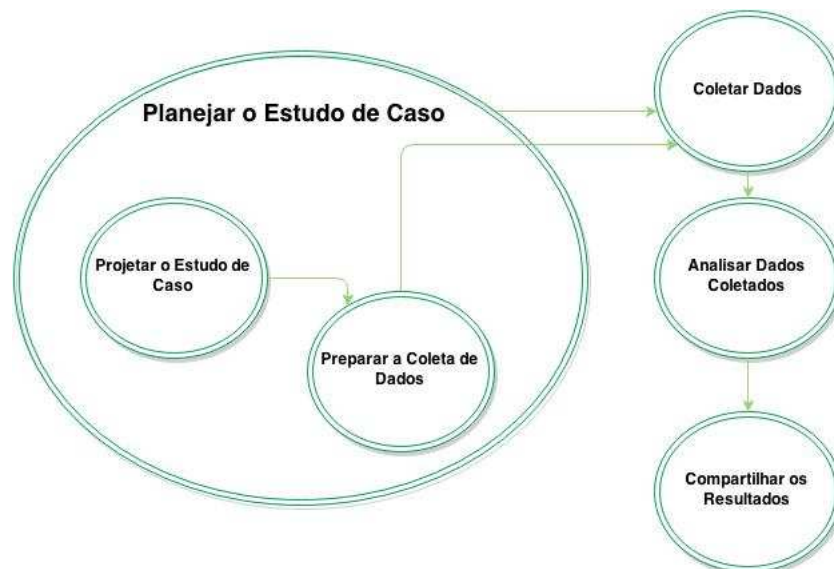 Planejar o Estudo de Caso
Projetar o Estudo de
Caso
Preparar a Coleta de
Dados
Coletar Dados
Analisar Dados
Coletados
Compartilhar os
Resultados